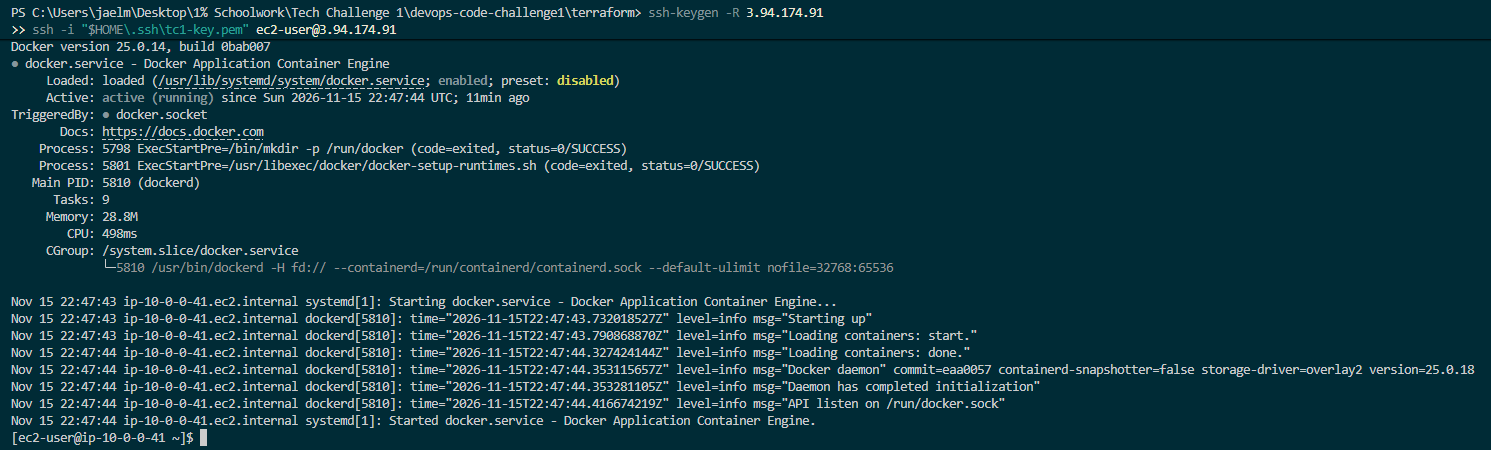 PS C:\Users\jaelm\Desktop\1% Schoolwork\Tech Challenge 1\devops-code-challenge1\terraform> ssh-keygen -R 3.94.174.91
>> ssh -i "$HOME\.ssh\tc1-key.pem" ec2-user@3.94.174.91
Docker version 25.0.14, build 0bab007
● docker.service - Docker Application Container Engine
     Loaded: loaded (/usr/lib/systemd/system/docker.service; enabled; preset: disabled)
     Active: active (running) since Sun 2026-11-15 22:47:44 UTC; 11min ago
TriggeredBy: ● docker.socket
       Docs: https://docs.docker.com
    Process: 5798 ExecStartPre=/bin/mkdir -p /run/docker (code=exited, status=0/SUCCESS)
    Process: 5801 ExecStartPre=/usr/libexec/docker/docker-setup-runtimes.sh (code=exited, status=0/SUCCESS)
   Main PID: 5810 (dockerd)
      Tasks: 9
     Memory: 28.8M
        CPU: 498ms
     CGroup: /system.slice/docker.service
             └─5810 /usr/bin/dockerd -H fd:// --containerd=/run/containerd/containerd.sock --default-ulimit nofile=32768:65536
Nov 15 22:47:43 ip-10-0-0-41.ec2.internal systemd[1]: Starting docker.service - Docker Application Container Engine...
Nov 15 22:47:43 ip-10-0-0-41.ec2.internal dockerd[5810]: time="2026-11-15T22:47:43.732018527Z" level=info msg="Starting up"
Nov 15 22:47:43 ip-10-0-0-41.ec2.internal dockerd[5810]: time="2026-11-15T22:47:43.790868870Z" level=info msg="Loading containers: start."
Nov 15 22:47:44 ip-10-0-0-41.ec2.internal dockerd[5810]: time="2026-11-15T22:47:44.327424144Z" level=info msg="Loading containers: done."
Nov 15 22:47:44 ip-10-0-0-41.ec2.internal dockerd[5810]: time="2026-11-15T22:47:44.353115657Z" level=info msg="Docker daemon" commit=eaa0057 containerd-snapshotter=false storage-driver=overlay2 version=25.0.18
Nov 15 22:47:44 ip-10-0-0-41.ec2.internal dockerd[5810]: time="2026-11-15T22:47:44.353281105Z" level=info msg="Daemon has completed initialization"
Nov 15 22:47:44 ip-10-0-0-41.ec2.internal dockerd[5810]: time="2026-11-15T22:47:44.416674219Z" level=info msg="API listen on /run/docker.sock"
Nov 15 22:47:44 ip-10-0-0-41.ec2.internal systemd[1]: Started docker.service - Docker Application Container Engine.
[ec2-user@ip-10-0-0-41 ~]$